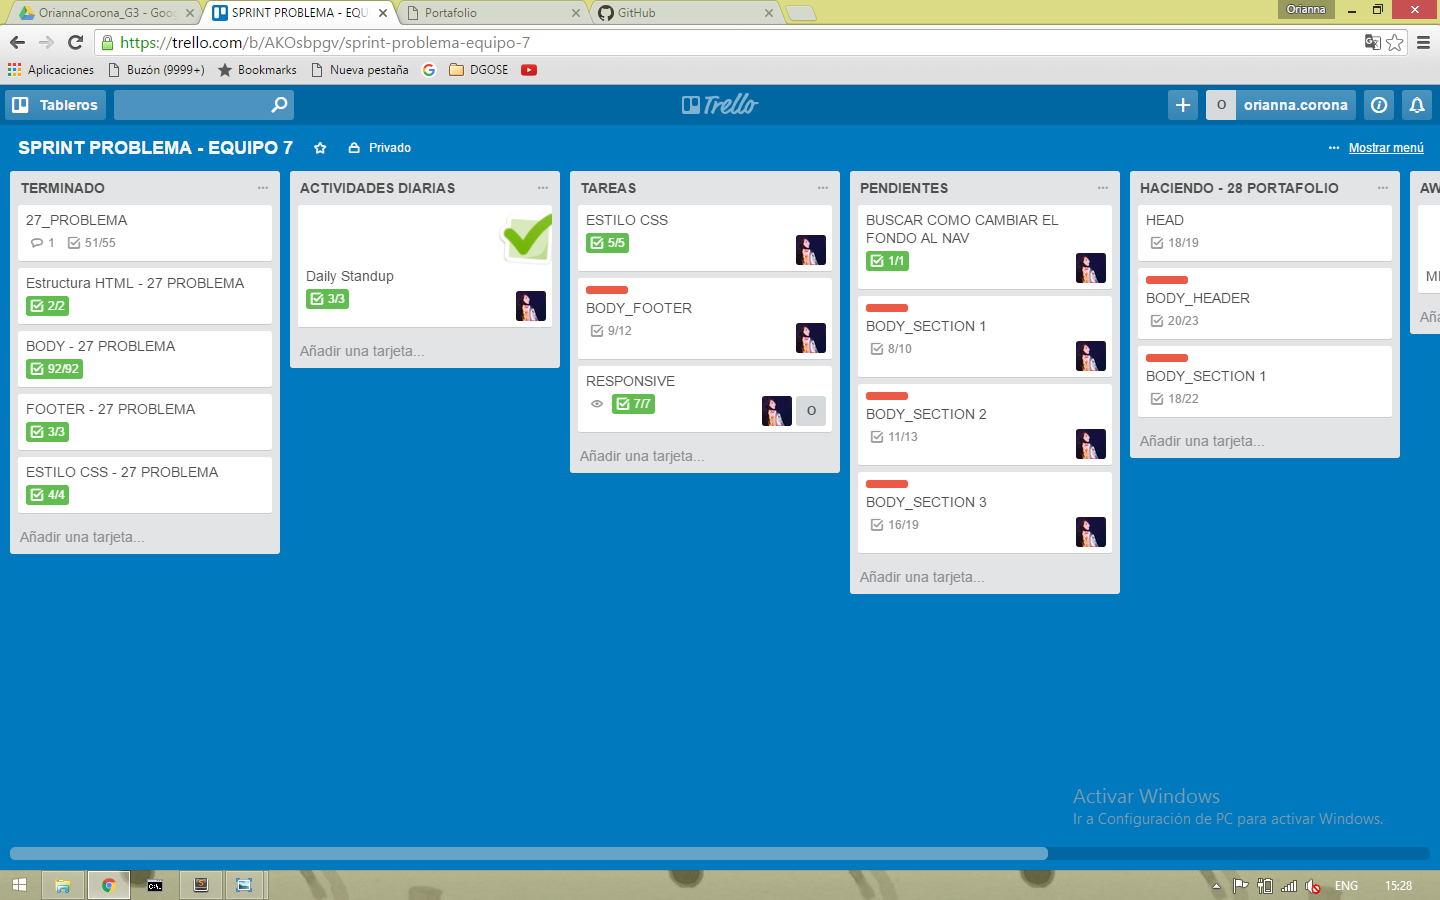 OriannaCorona_G3 - Goo
SPRINT PROBLEMA - EQU
Portafolio
GitHub
Orianna
https://trello.com/b/AKOsbpgv/sprint-problema-equipo-7
Aplicaciones
Buzón (9999+)
Bookmarks
Nueva pestaña
DGOSE
Tableros
Trello
O
orianna.corona
SPRINT PROBLEMA - EQUIPO 7
Privado
Mostrar menú
TERMINADO
27_PROBLEMA
1 51/55
Estructura HTML - 27 PROBLEMA
2/2
BODY - 27 PROBLEMA
92/92
FOOTER - 27 PROBLEMA
3/3
ESTILO CSS - 27 PROBLEMA
4/4
Añadir una tarjeta...
ACTIVIDADES DIARIAS
Daily Standup
3/3
Añadir una tarjeta...
TAREAS
ESTILO CSS
5/5
BODY_FOOTER
9/12
RESPONSIVE
7/7
O
Añadir una tarjeta...
PENDIENTES
BUSCAR COMO CAMBIAR EL
FONDO AL NAV
1/1
BODY_SECTION 1
8/10
BODY_SECTION 2
11/13
BODY_SECTION 3
16/19
Añadir una tarjeta...
HACIENDO - 28 PORTAFOLIO
HEAD
18/19
BODY_HEADER
20/23
BODY_SECTION 1
18/22
Añadir una tarjeta...
AW
Aña
Activar Windows
Ir a Configuración de PC para activar Windows.
ENG
15:28